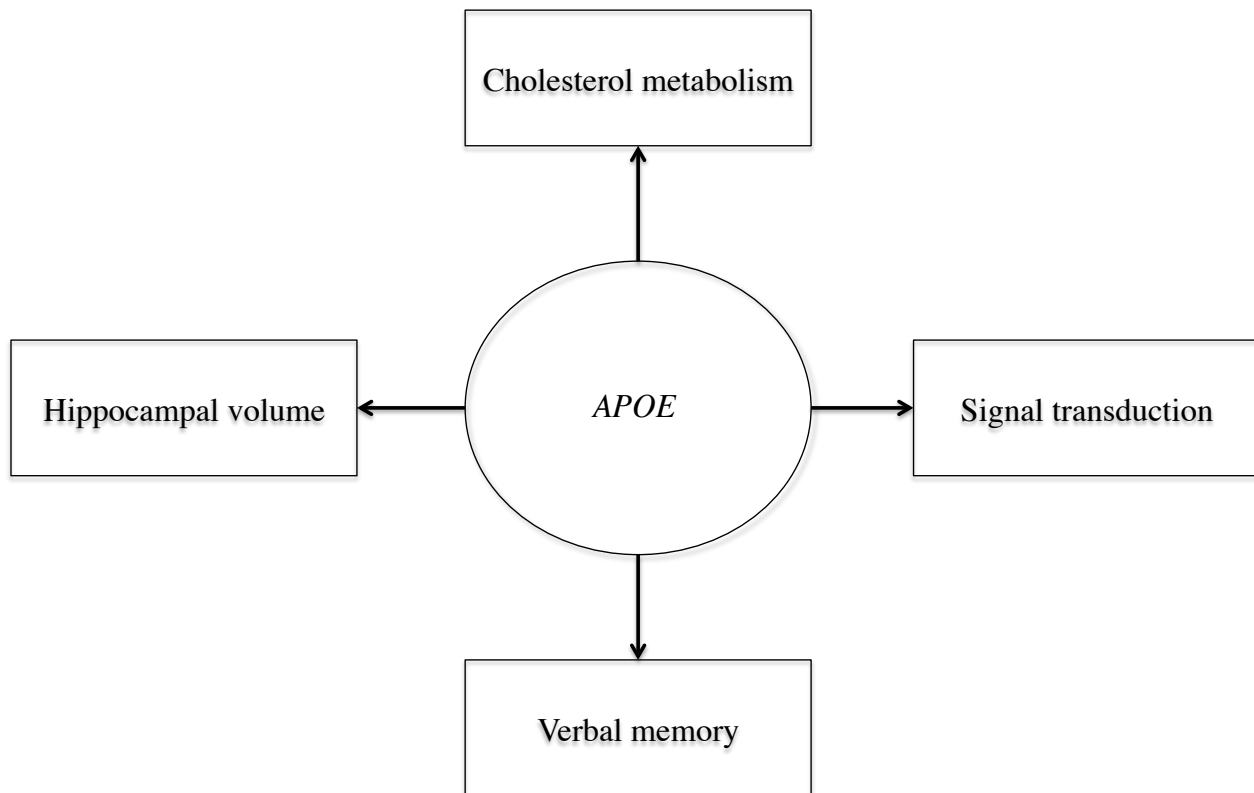 Cholesterol metabolism
Hippocampal volume
APOE
Signal transduction
Verbal memory